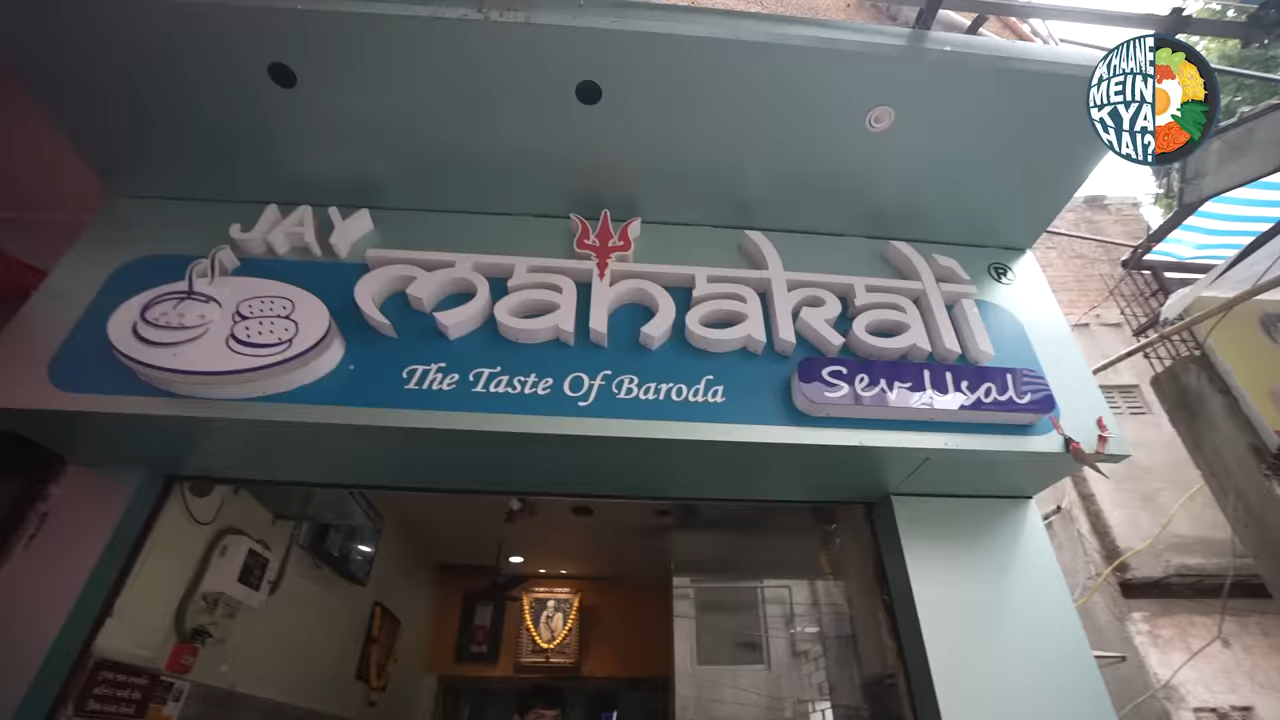 KHAANE
MEIN
KYA
HAI?
JAY
mahakali ®
The Taste Of Baroda
Sev Usal